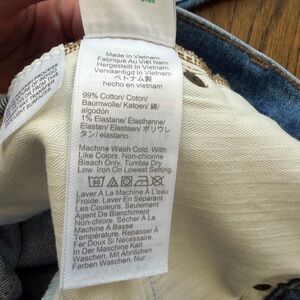 Made In Vietnam
Fabriqué Au Viêt Nam
Hergestellt In Vietnam
Vervaardigd In Vietnam
ベトナム製
hecho en vietnam
99% Cotton/ Coton/
Baumwolle/ Katoen/ 綿/
algodón
1% Elastane/ Élasthanne/
Elastan/ Elastaan/ ポリウレ
タン/ elastano
Machine Wash Cold, With
Like Colors. Non-chlorine
Bleach Only, Tumble Dry
Low. Iron On Lowest Setting.
Laver À La Machine À L'eau
Froide. Laver En Séparant
Les Couleurs. Seulement
Agent De Blanchiment
Non-chloré. Sécher À La
Machine À Basse
Température. Repasser À
Fer Doux Si Nécessaire.
In Der Maschine Kalt
Waschen. Mit Ähnlichen
Farben Waschen. Nur